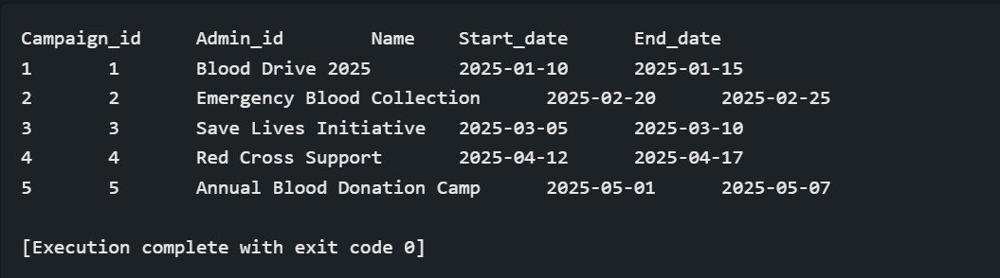 Campaign_id Admin_id Name Start_date End_date
1 1 Blood Drive 2025 2025-01-10 2025-01-15
2 2 Emergency Blood Collection 2025-02-20 2025-02-25
3 3 Save Lives Initiative 2025-03-05 2025-03-10
4 4 Red Cross Support 2025-04-12 2025-04-17
5 5 Annual Blood Donation Camp 2025-05-01 2025-05-07
[Execution complete with exit code 0]